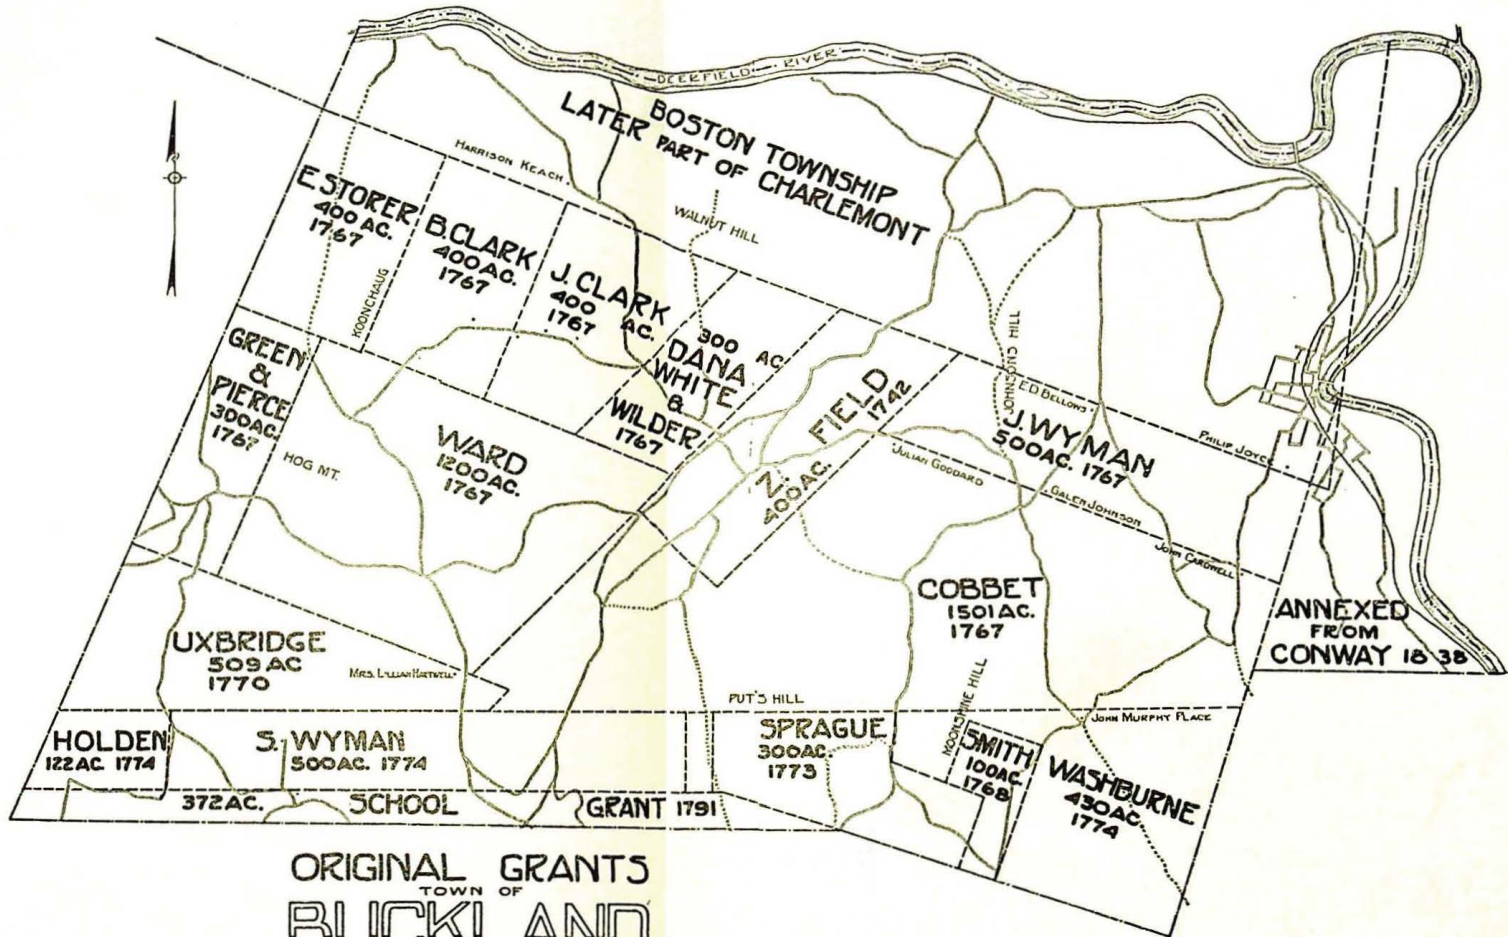 DEERFIELD RIVER
BOSTON TOWNSHIP
LATER PART OF CHARLEMONT
HARRISON KEACH
WALNUT HILL
E. STORER
400 AC.
1767
B. CLARK
400 AC.
1767
KOONCHAUG
J. CLARK
400 AC.
1767
300 AC
DANA
WHITE
&
WILDER
1767
GREEN
&
PIERCE
300 AC.
1767
HOG MT.
WARD
1200 AC.
1767
Z. FIELD
400 AC. 1742
JOHNSONS HILL
E.D. BELLOWS
J. WYMAN
500 AC. 1767
PHILIP JOYCE
JULIAN GODDARD
GALEN JOHNSON
JOHN CARDWELL
COBBET
1501 AC.
1767
ANNEXED
FROM
CONWAY 1838
UXBRIDGE
509 AC
1770
MRS. LILLIAN HARTWELL
PUT'S HILL
MOONSHINE HILL
JOHN MURPHY PLACE
HOLDEN
122 AC. 1774
S. WYMAN
500 AC. 1774
SPRAGUE
300 AC.
1773
SMITH
100 AC.
1768
WASHBURNE
430 AC.
1774
372 AC. SCHOOL GRANT 1791
ORIGINAL GRANTS
TOWN OF
BUCKLAND